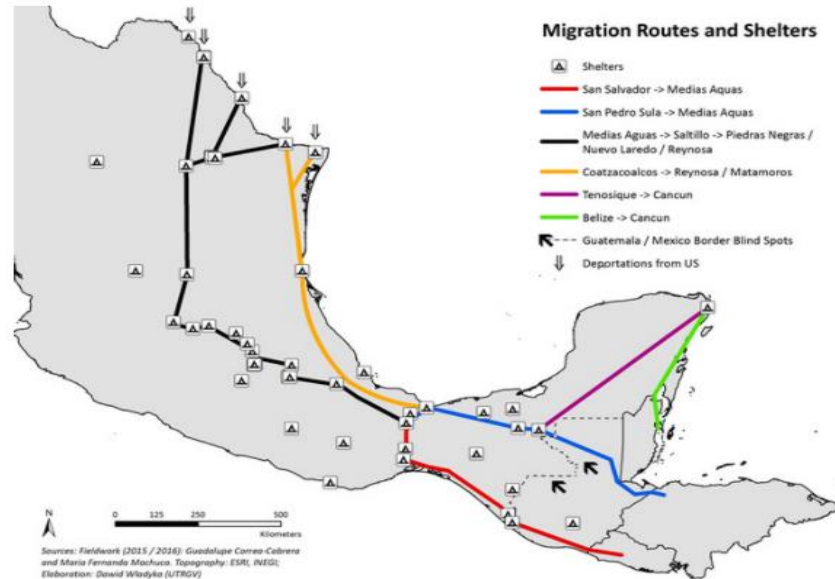 Migration Routes and Shelters
Shelters
San Salvador -> Medias Aquas
San Pedro Sula -> Medias Aquas
Medias Aguas -> Saltillo -> Piedras Negras /
Nuevo Laredo / Reynosa
Coatzacoalcos -> Reynosa / Matamoros
Tenosique -> Cancun
Belize -> Cancun
Guatemala / Mexico Border Blind Spots
Deportations from US
N
0 125 250 500
Kilometers
Sources: Fieldwork (2015 / 2016): Guadalupe Correa-Cabrera
and Maria Fernanda Machuca. Topography: ESRI, INEGI;
Elaboration: Dawid Wladyka (UTRGV)